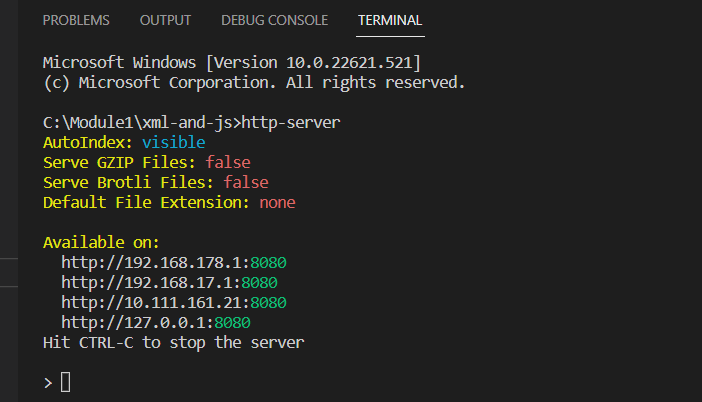 PROBLEMS OUTPUT DEBUG CONSOLE TERMINAL
Microsoft Windows [Version 10.0.22621.521]
(c) Microsoft Corporation. All rights reserved.
C:\Module1\xml-and-js>http-server
AutoIndex: visible
Serve GZIP Files: false
Serve Brotli Files: false
Default File Extension: none
Available on:
http://192.168.178.1:8080
http://192.168.17.1:8080
http://10.111.161.21:8080
http://127.0.0.1:8080
Hit CTRL-C to stop the server
>